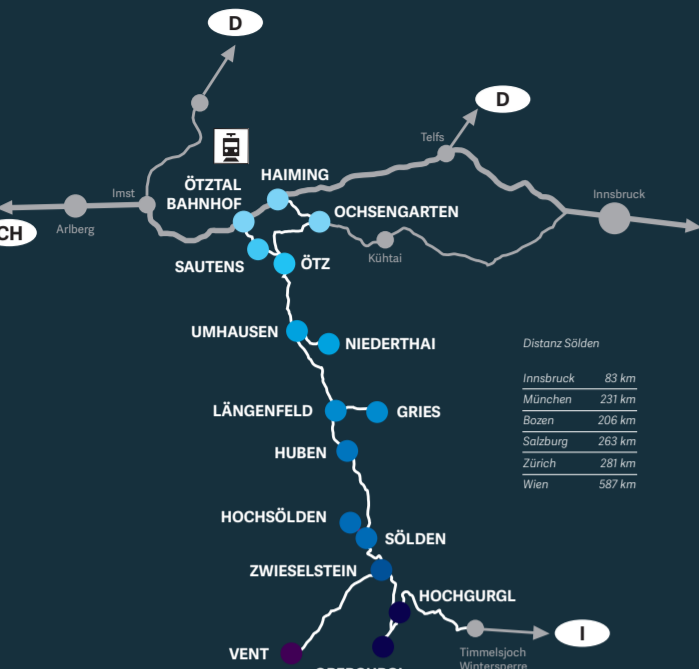 D
D
Telfs
HAIMING
ÖTZTAL
BAHNHOF
Imst
Innsbruck
OCHSENGARTEN
Arlberg
CH
Kühtai
SAUTENS
ÖTZ
UMHAUSEN
NIEDERTHAI
Distanz Sölden
Innsbruck 83 km
München 231 km
Bozen 206 km
Salzburg 263 km
Zürich 281 km
Wien 587 km
LÄNGENFELD
GRIES
HUBEN
HOCHSÖLDEN
SÖLDEN
ZWIESELSTEIN
HOCHGURGL
I
VENT
Timmelsjoch
Wintersperre